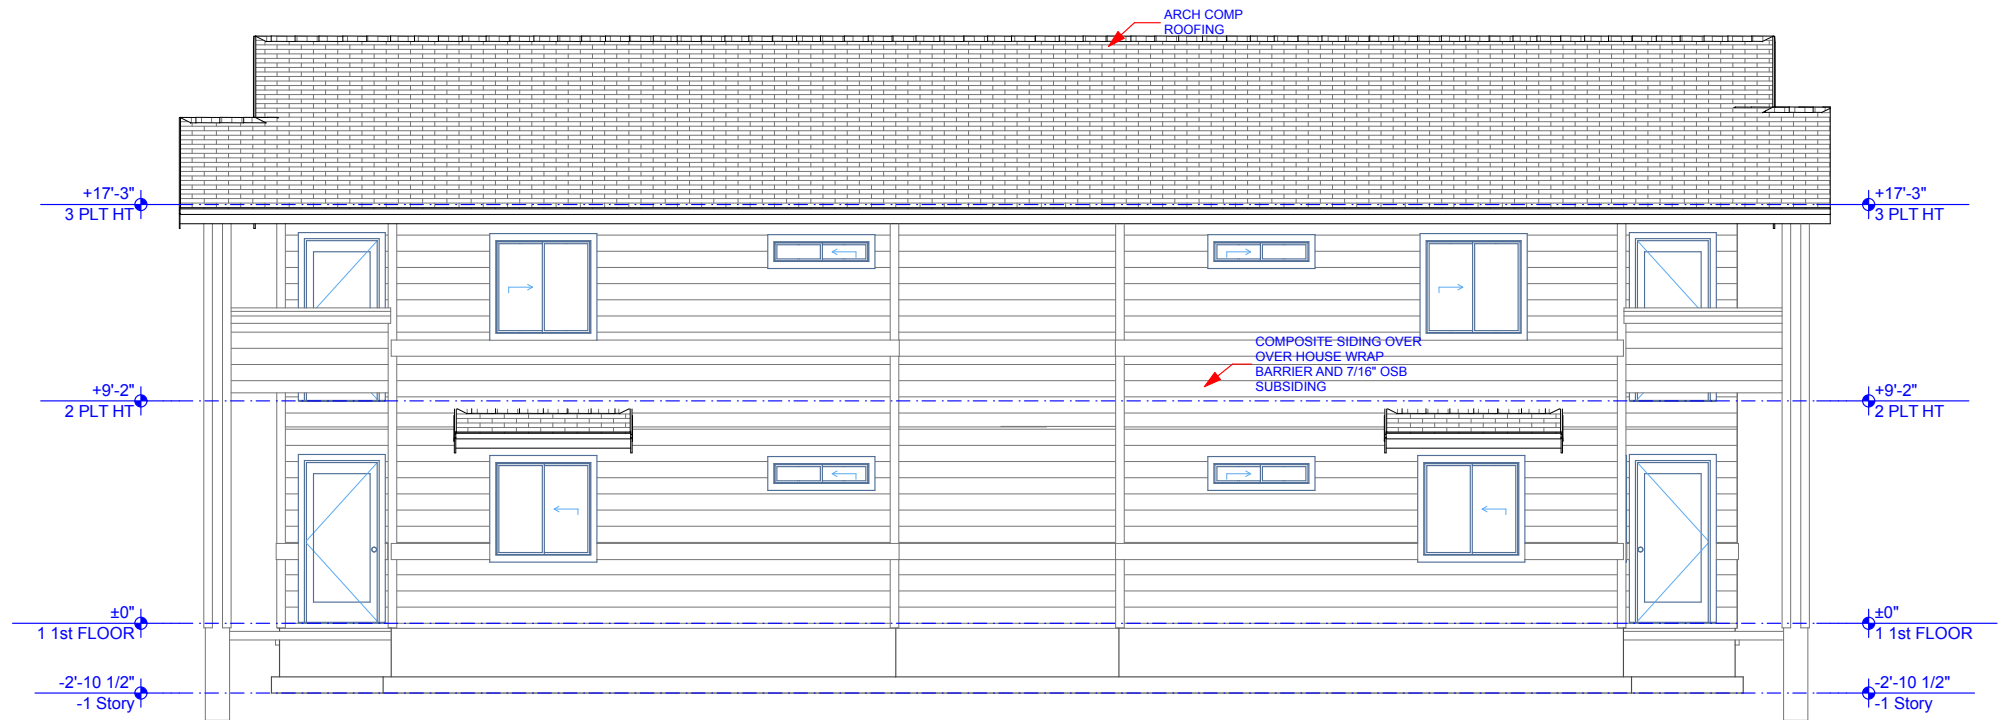 ARCH COMP
ROOFING
+17'-3"
3 PLT HT
+17'-3"
3 PLT HT
COMPOSITE SIDING OVER
OVER HOUSE WRAP
BARRIER AND 7/16" OSB
SUBSIDING
+9'-2"
2 PLT HT
+9'-2"
2 PLT HT
±0"
1 1st FLOOR
±0"
1 1st FLOOR
-2'-10 1/2"
-1 Story
-2'-10 1/2"
-1 Story